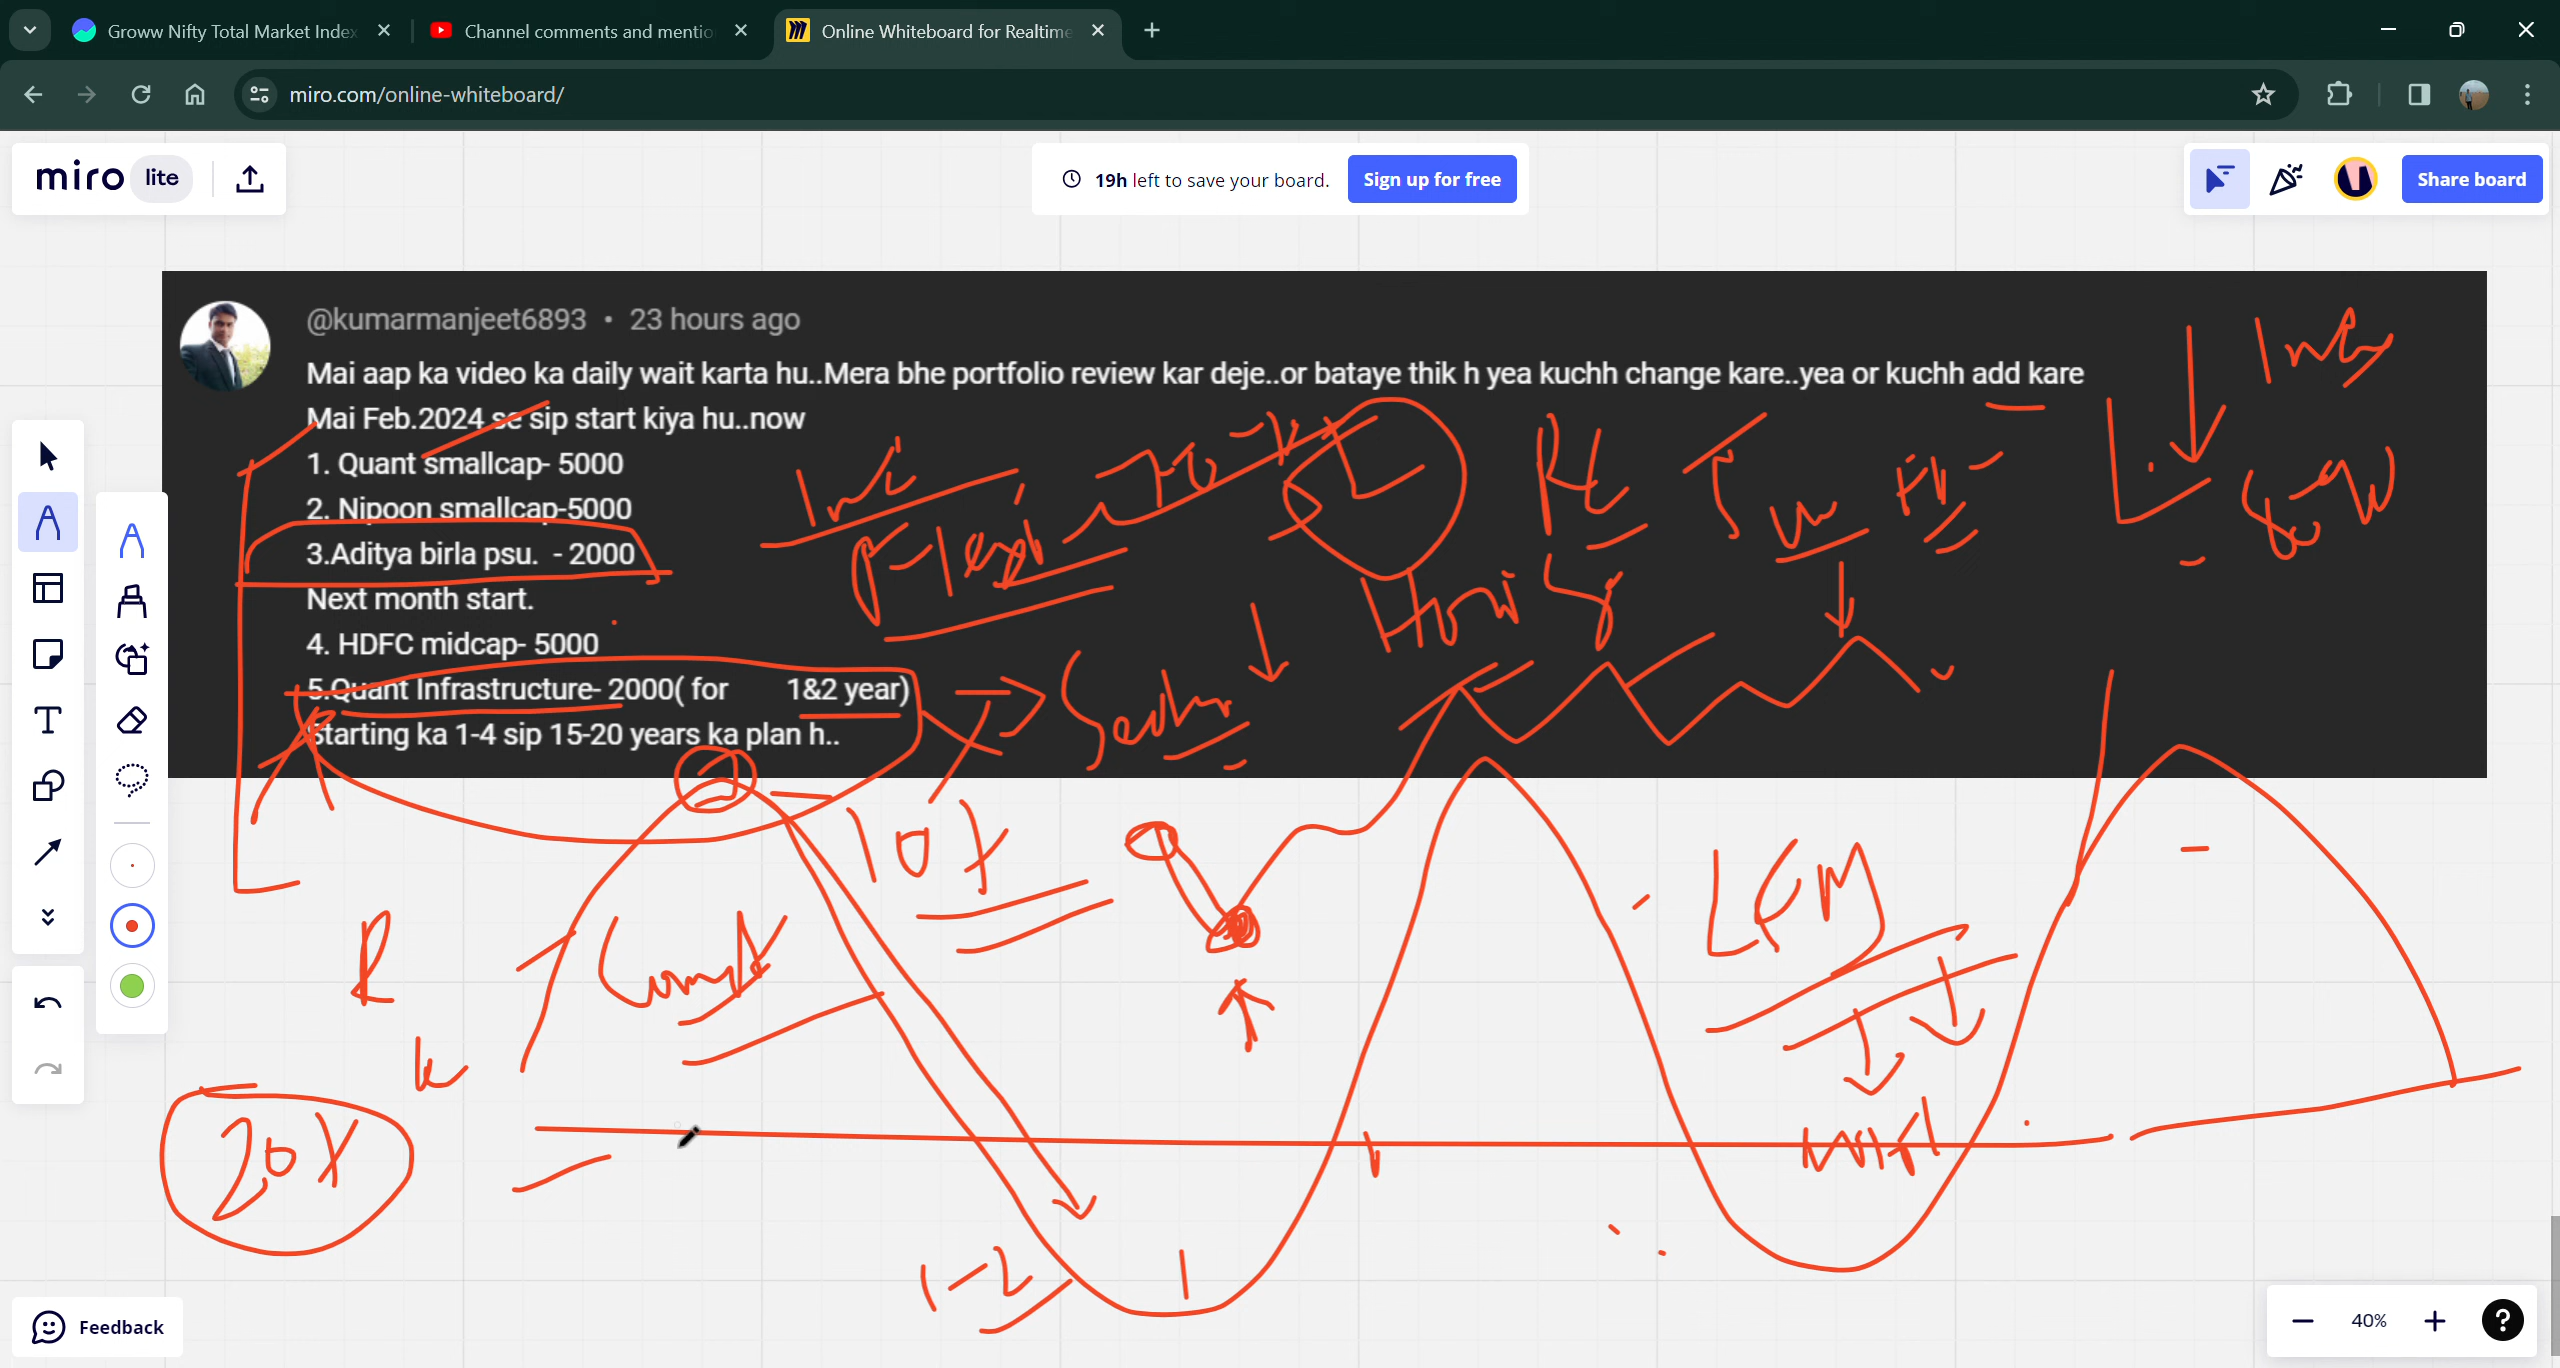 Groww Nifty Total Market Index
Channel comments and mentio
Online Whiteboard for Realtime
miro.com/online-whiteboard/
miro lite
19h left to save your board.
Sign up for free
Share board
@kumarmanjeet6893 • 23 hours ago
Mai aap ka video ka daily wait karta hu..Mera bhe portfolio review kar deje..or bataye thik h yea kuchh change kare..yea or kuchh add kare
Mai Feb.2024 se sip start kiya hu..now
1. Quant smallcap- 5000
2. Nipoon smallcap-5000
3.Aditya birla psu. - 2000
Next month start.
4. HDFC midcap- 5000
5.Quant Infrastructure- 2000( for 1&2 year)
Starting ka 1-4 sip 15-20 years ka plan h..
20X
1-2
Feedback
40%